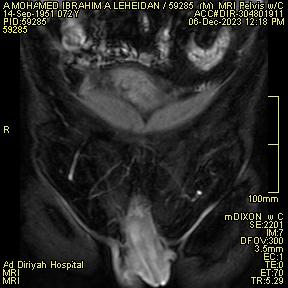 A MOHAMED IBRAHIM A LEHEIDAN / 59285 (M) MRI Pelvis w/C
14-Sep-1951 072Y ACC#DIR-304801911
PID:59285 06-Dec-2023 12:18 PM
59285
R
100mm
mDIXON_w C
SE:2201
IM:7
DFOV:300
3.5mm
EC:1
Ad Diriyah Hospital TE:0
MRI ET:70
MRI TR:5.29